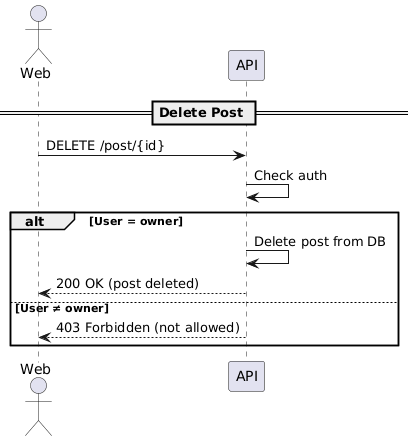 Web
API
Delete Post
DELETE /post/{id}
Check auth
alt [User = owner]
Delete post from DB
200 OK (post deleted)
[User ≠ owner]
403 Forbidden (not allowed)
Web
API